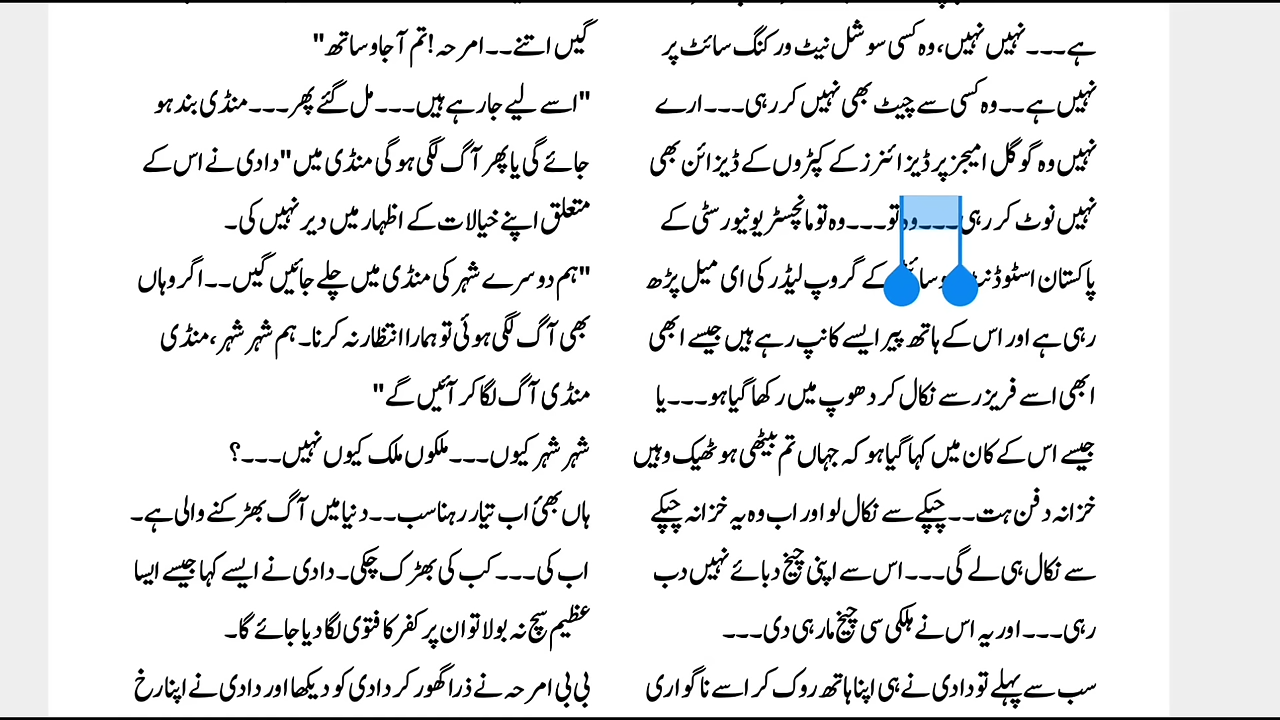 ہے۔۔۔نہیں نہیں، وہ کسی سوشل نیٹ ورکنگ سائٹ پر
نہیں ہے۔۔وہ کسی سے چیٹ بھی نہیں کر رہی۔۔۔ارے
نہیں وہ گوگل امیجز پر ڈیزائنرز کے کپڑوں کے ڈیزائن بھی
نہیں نوٹ کر رہی۔۔۔وہ تو۔۔۔وہ تو مانچسٹر یونیورسٹی کے
پاکستان اسٹوڈنٹ سوسائٹی کے گروپ لیڈر کی ای میل پڑھ
رہی ہے اور اس کے ہاتھ پیر ایسے کانپ رہے ہیں جیسے ابھی
ابھی اسے فریزر سے نکال کر دھوپ میں رکھا گیا ہو۔۔۔یا
جیسے اس کے کان میں کہا گیا ہو کہ جہاں تم بیٹھی ہو ٹھیک وہیں
خزانہ دفن ہت۔۔چپکے سے نکال لو اور اب وہ یہ خزانہ چپکے
سے نکال ہی لے گی۔۔۔اس سے اپنی چیخ دبائے نہیں دب
رہی۔۔۔اور یہ اس نے ہلکی سی چیخ مار ہی دی۔۔۔
سب سے پہلے تو دادی نے ہی اپنا ہاتھ روک کر اسے ناگواری
گیں اتنے۔۔امرحہ! تم آجاو ساتھ"
"اسے لیے جا رہے ہیں۔۔۔مل گئے پھر۔۔۔منڈی بند ہو
جائے گی یا پھر آگ لگی ہو گی منڈی میں" دادی نے اس کے
متعلق اپنے خیالات کے اظہار میں دیر نہیں کی۔
"ہم دوسرے شہر کی منڈی میں چلے جائیں گیں۔۔اگر وہاں
بھی آگ لگی ہوئی تو ہمارا انتظار نہ کرنا۔ ہم شہر شہر، منڈی
منڈی آگ لگا کر آئیں گے"
شہر شہر کیوں۔۔۔ملکوں ملک کیوں نہیں۔۔۔؟
ہاں بھئ اب تیار رہنا سب۔۔دنیا میں آگ بھڑکنے والی ہے۔
اب کی۔۔۔کب کی بھڑک چکی۔ دادی نے ایسے کہا جیسے ایسا
عظیم سچ نہ بولا تو ان پر کفر کا فتوی لگا دیا جائے گا۔
بی بی امرحہ نے ذرا گھور کر دادی کو دیکھا اور دادی نے اپنا رخ